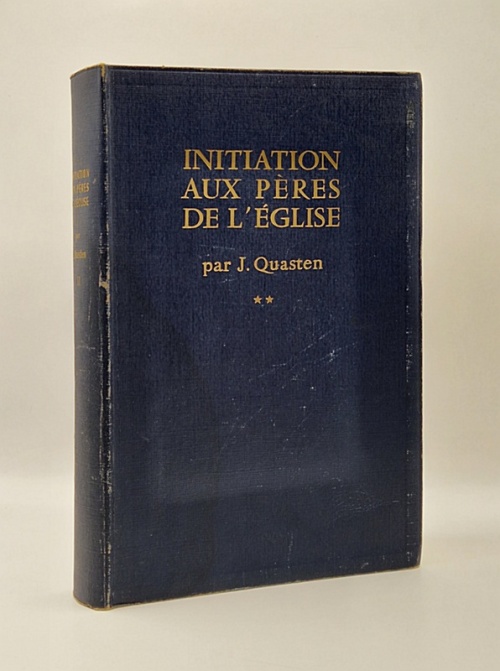 INITIATION
AUX PÈRES
DE L'ÉGLISE
par J. Quasten
★★